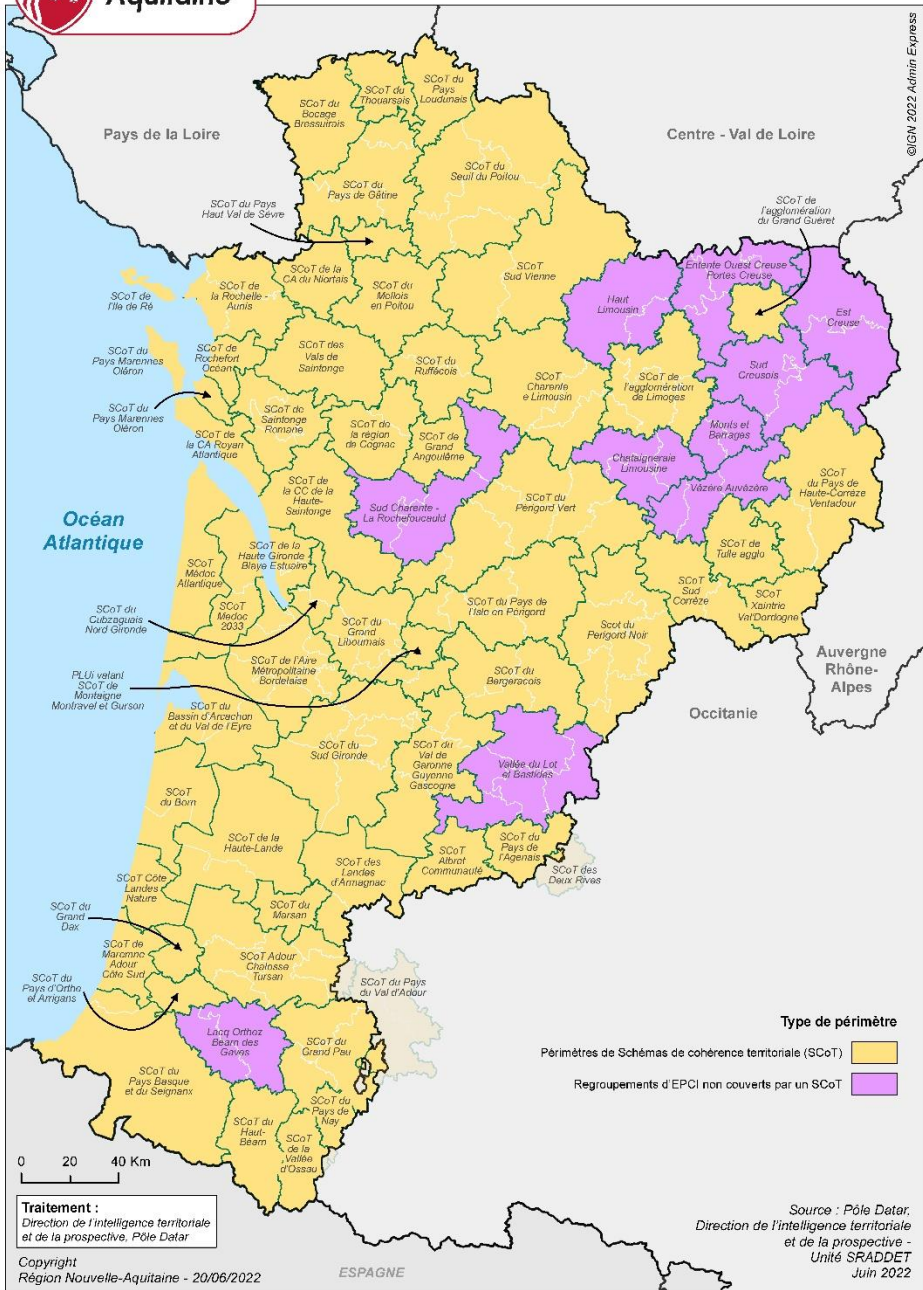 Aquitaine
©IGN 2022 Admin Express
Pays de la Loire
Centre - Val de Loire
SCoT du
Bocage
Bressuirais
SCoT du
Thouarsais
SCoT du
Pays
Loudunais
SCoT du
Seuil du Poitou
SCoT du
Pays de Gâtine
SCoT du Pays
Haut Val de Sèvre
SCoT de
l'agglomération
du Grand Guéret
SCoT de
l'Ile de Ré
SCoT de
la Rochelle -
Aunis
SCoT de la
CA du Niortais
SCoT du
Mellois
en Poitou
SCoT
Sud Vienne
Haut
Limousin
Entente Ouest Creuse -
Portes Creuse
Est
Creuse
SCoT du
Pays Marennes
Oléron
SCoT de
Rochefort
Océan
SCoT des
Vals de
Saintonge
SCoT du
Ruffécois
SCoT
Charente
e Limousin
SCoT de
l'agglomération
de Limoges
Sud
Creusois
SCoT du
Pays Marennes
Oléron
SCoT de
la CA Royan
Atlantique
SCoT de
Saintonge
Romane
SCoT de
la région
de Cognac
SCoT de
Grand
Angoulême
Monts et
Barrages
Chataigneraie
Limousine
Vézère Auvézère
SCoT
du Pays de
Haute-Corrèze
Ventadour
SCoT de
la CC de la
Haute-
Saintonge
Sud Charente -
La Rochefoucauld
SCoT du
Périgord Vert
Océan
Atlantique
SCoT
Médoc
Atlantique
SCoT de la
Haute Gironde
Blaye Estuaire
SCoT de
Tulle agglo
SCoT
Sud
Corrèze
SCoT
Xaintrie
Val'Dordogne
SCoT du
Cubzaguais
Nord Gironde
SCoT
Medoc
2033
SCoT du
Grand
Libournais
SCoT du Pays de
l'Isle en Périgord
Scot du
Périgord Noir
Auvergne
Rhône-
Alpes
PLUi valant
SCoT de
Montaigne
Montravel et Gurson
SCoT de l'Aire
Métropolitaine
Bordelaise
SCoT du
Bergeracois
Occitanie
SCoT du
Bassin d'Arcachon
et du Val de l'Eyre
SCoT du
Sud Gironde
SCoT du
Val de
Garonne
Guyenne
Gascogne
Vallée du Lot
et Bastides
SCoT
du Born
SCoT de la
Haute-Lande
SCoT des
Landes
d'Armagnac
SCoT
Albret
Communauté
SCoT du
Pays de
l'Agenais
SCoT des
Deux Rives
SCoT Côte
Landes
Nature
SCoT du
Marsan
SCoT du
Grand
Dax
SCoT de
Maremne
Adour
Côte Sud
SCoT Adour
Chalosse
Tursan
SCoT du Pays
du Val d'Adour
SCoT du
Pays d'Orthe
et Arrigans
Lacq Orthez
Béarn des
Gaves
SCoT du
Grand Pau
SCoT du
Pays Basque
et du Seignanx
SCoT du
Pays de
Nay
SCoT du
Haut-
Béarn
SCoT
de la
Vallée
d'Ossau
Type de périmètre
Périmètres de Schémas de cohérence territoriale (SCoT)
Regroupements d'EPCI non couverts par un SCoT
0 20 40 Km
Traitement :
Direction de l'intelligence territoriale
et de la prospective, Pôle Datar
Copyright
Région Nouvelle-Aquitaine - 20/06/2022
ESPAGNE
Source : Pôle Datar,
Direction de l'intelligence territoriale
et de la prospective -
Unité SRADDET
Juin 2022